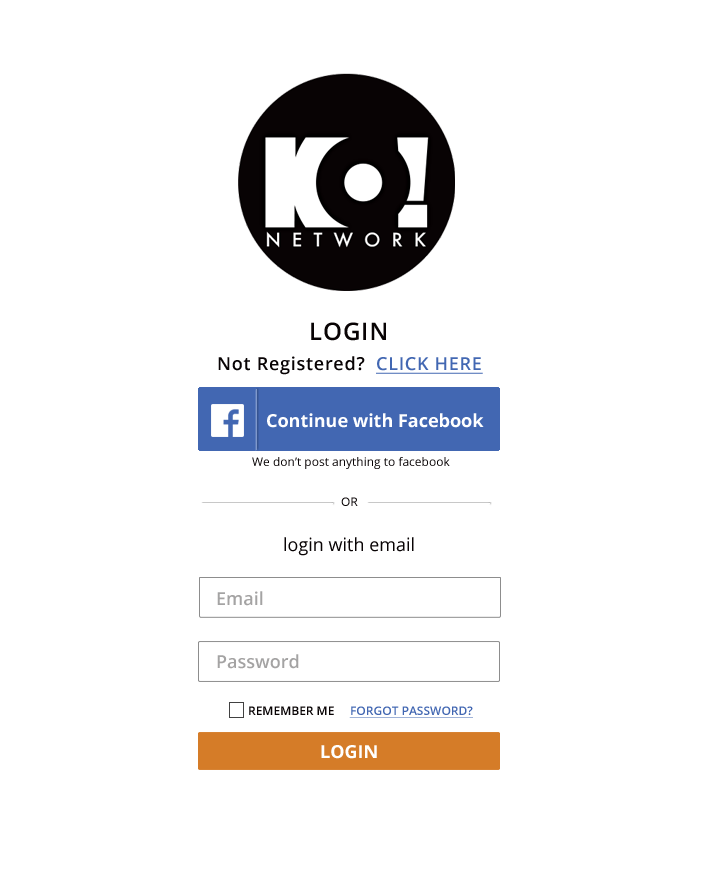 KO!
NETWORK
LOGIN
Not Registered? CLICK HERE
Continue with Facebook
We don’t post anything to facebook
OR
login with email
Email
Password
REMEMBER ME FORGOT PASSWORD?
LOGIN